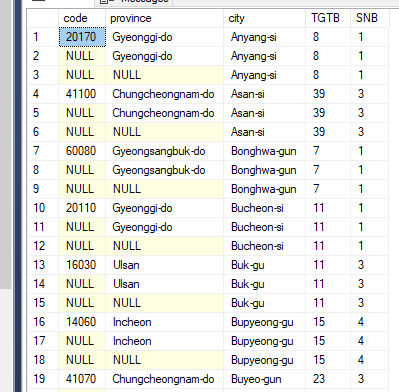 code province city TGTB SNB
1 20170 Gyeonggi-do Anyang-si 8 1
2 NULL Gyeonggi-do Anyang-si 8 1
3 NULL NULL Anyang-si 8 1
4 41100 Chungcheongnam-do Asan-si 39 3
5 NULL Chungcheongnam-do Asan-si 39 3
6 NULL NULL Asan-si 39 3
7 60080 Gyeongsangbuk-do Bonghwa-gun 7 1
8 NULL Gyeongsangbuk-do Bonghwa-gun 7 1
9 NULL NULL Bonghwa-gun 7 1
10 20110 Gyeonggi-do Bucheon-si 11 1
11 NULL Gyeonggi-do Bucheon-si 11 1
12 NULL NULL Bucheon-si 11 1
13 16030 Ulsan Buk-gu 11 3
14 NULL Ulsan Buk-gu 11 3
15 NULL NULL Buk-gu 11 3
16 14060 Incheon Bupyeong-gu 15 4
17 NULL Incheon Bupyeong-gu 15 4
18 NULL NULL Bupyeong-gu 15 4
19 41070 Chungcheongnam-do Buyeo-gun 23 3